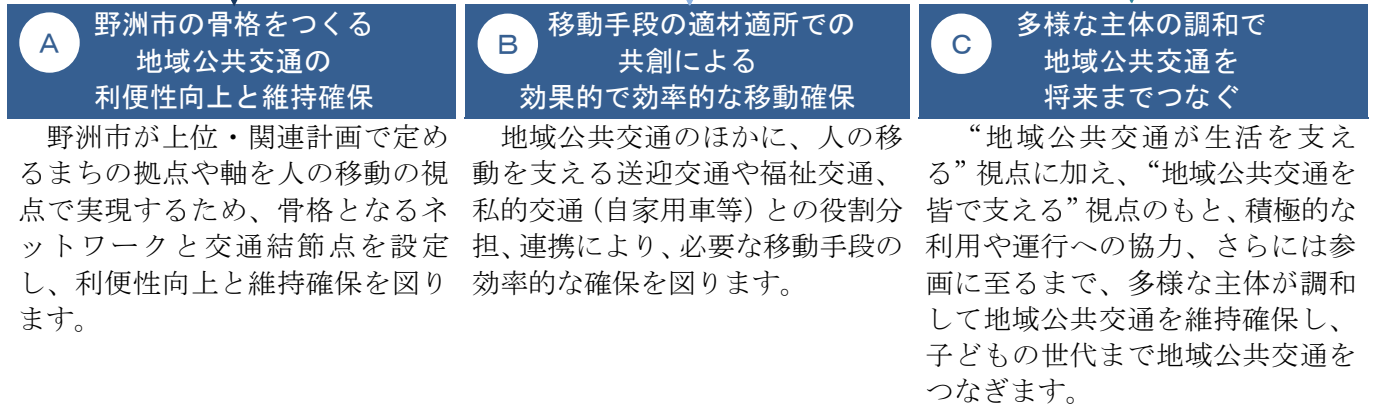 A
野洲市の骨格をつくる
地域公共交通の
利便性向上と維持確保
野洲市が上位・関連計画で定め
るまちの拠点や軸を人の移動の視
点で実現するため、骨格となるネ
ットワークと交通結節点を設定
し、利便性向上と維持確保を図り
ます。
B
移動手段の適材適所での
共創による
効果的で効率的な移動確保
地域公共交通のほかに、人の移
動を支える送迎交通や福祉交通、
私的交通（自家用車等）との役割分
担、連携により、必要な移動手段の
効率的な確保を図ります。
C
多様な主体の調和で
地域公共交通を
将来までつなぐ
“地域公共交通が生活を支え
る”視点に加え、“地域公共交通を
皆で支える”視点のもと、積極的な
利用や運行への協力、さらには参
画に至るまで、多様な主体が調和
して地域公共交通を維持確保し、
子どもの世代まで地域公共交通を
つなぎます。